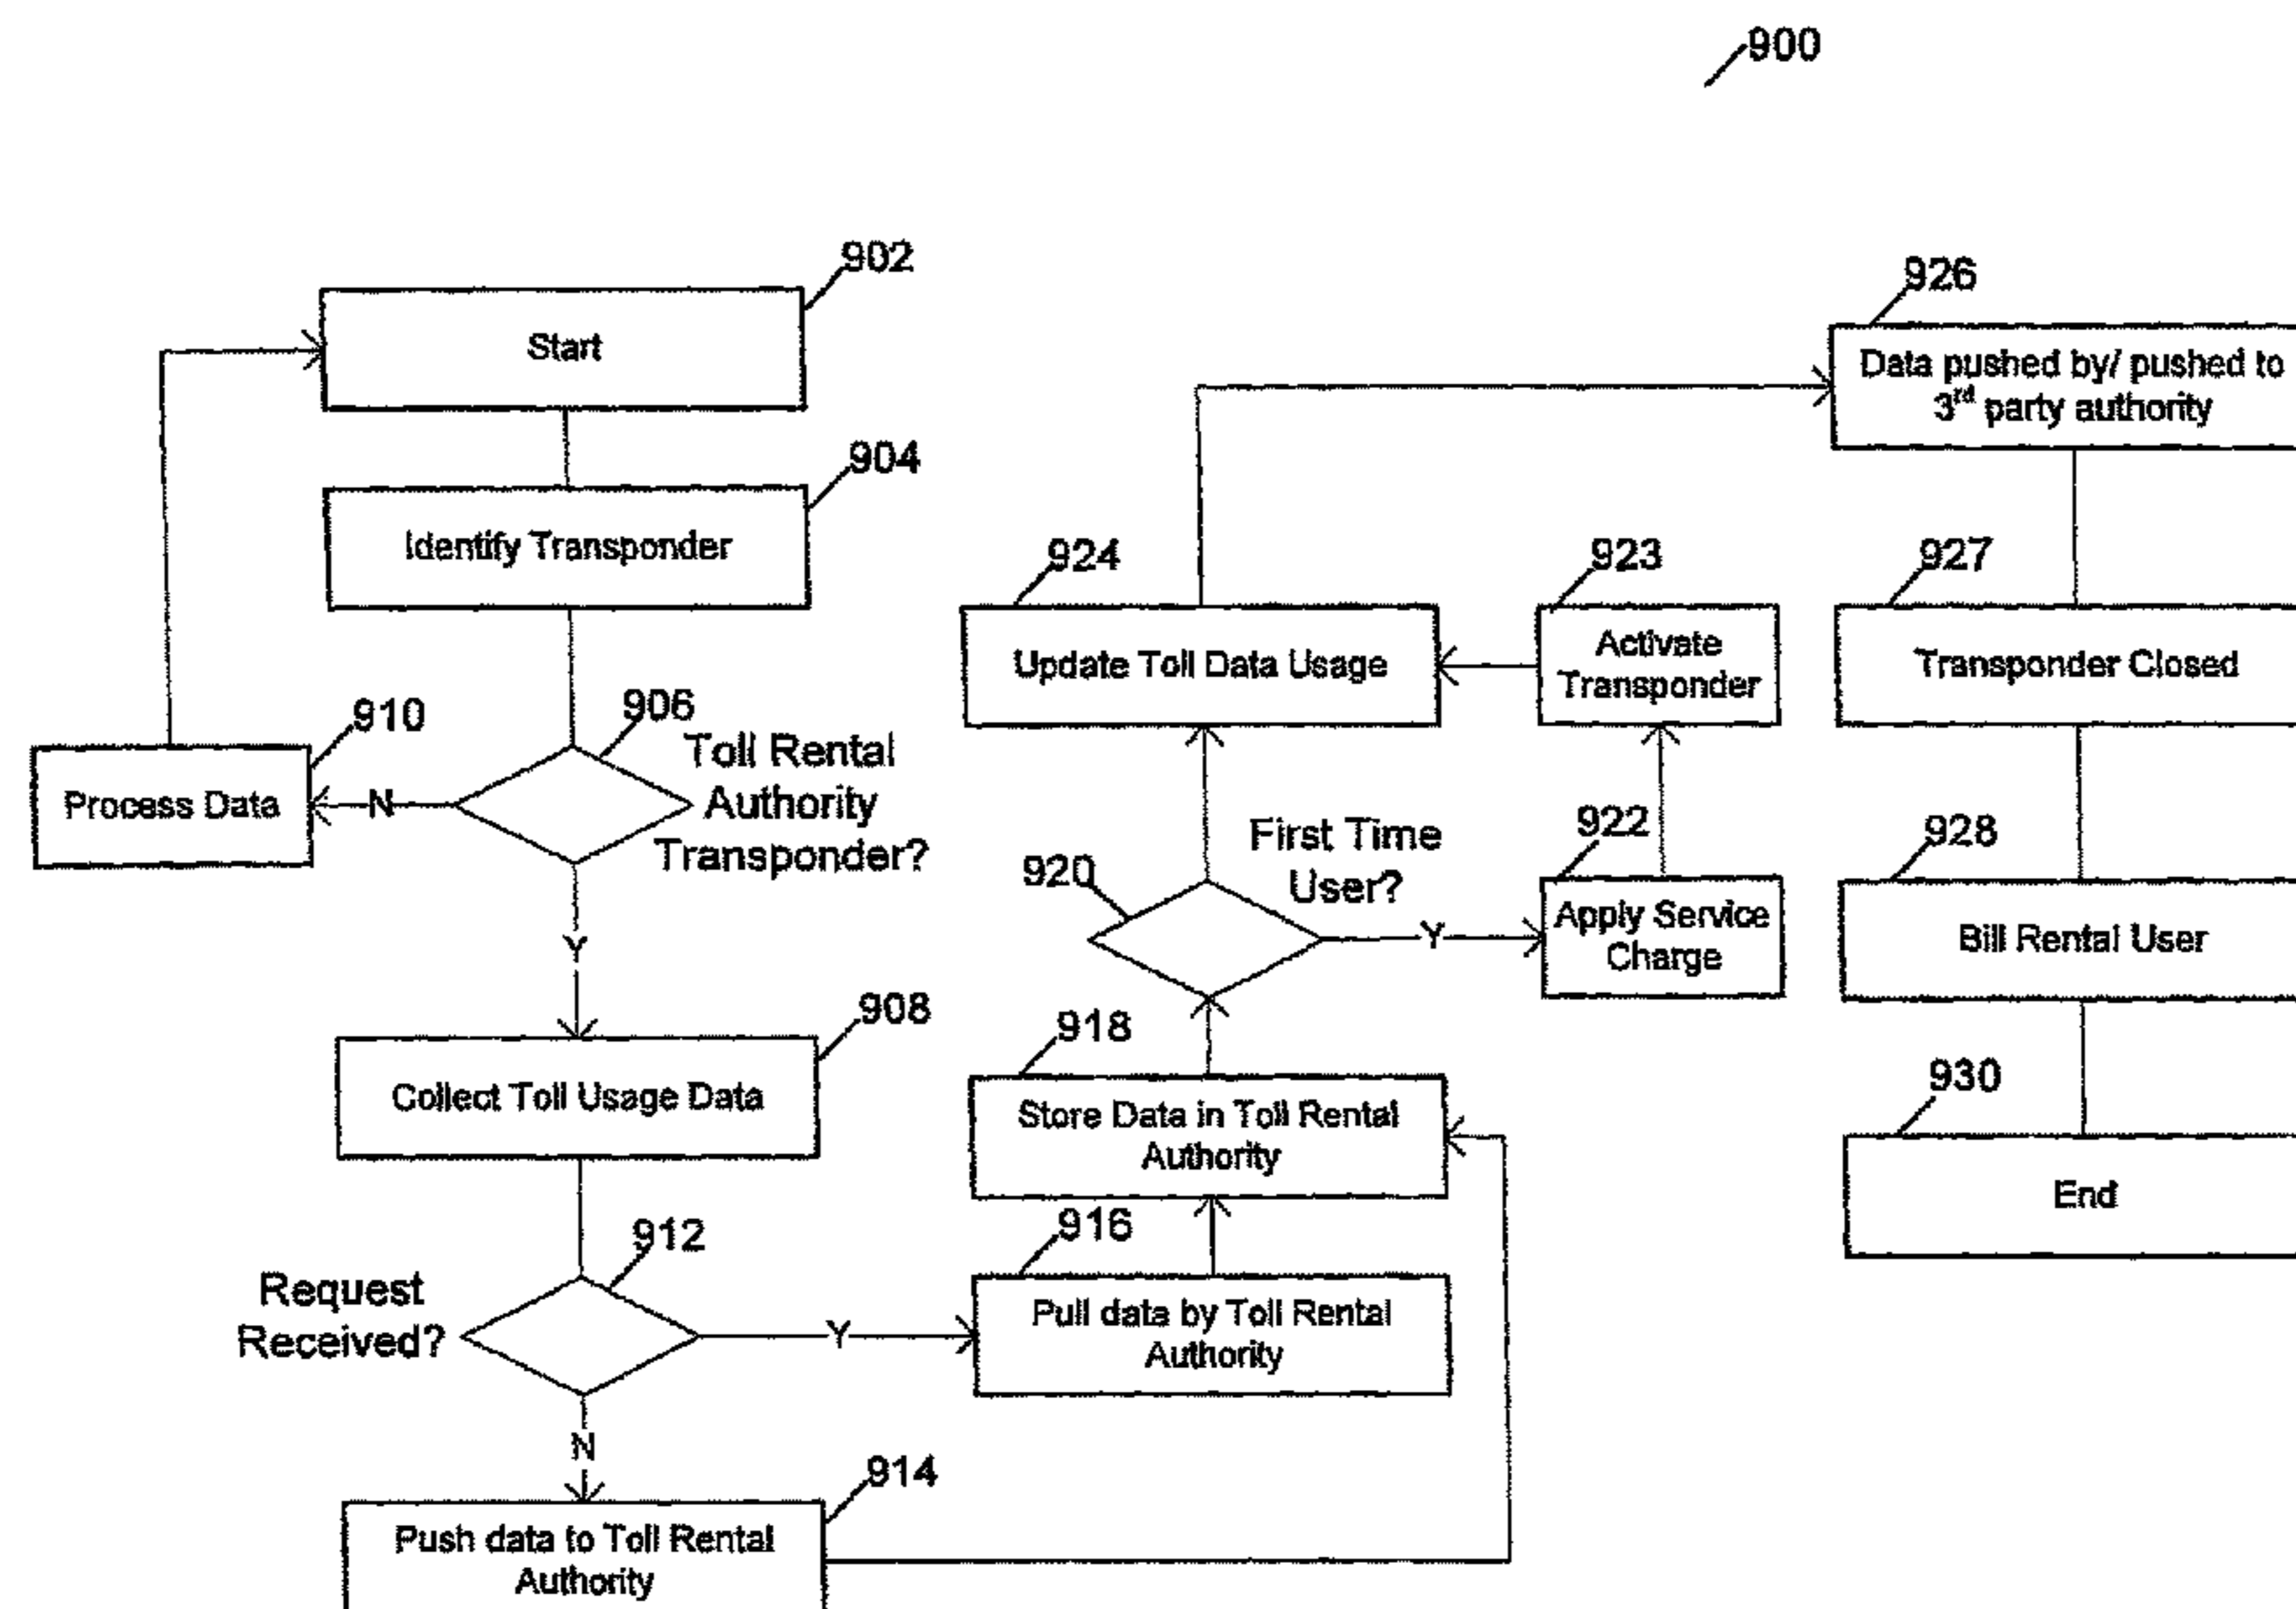 900
902
Start
904
Identify Transponder
906
Toll Rental
Authority
Transponder?
910
Process Data
N
Y
908
Collect Toll Usage Data
912
Request
Received?
Y
N
914
Push data to Toll Rental
Authority
916
Pull data by Toll Rental
Authority
918
Store Data in Toll Rental
Authority
920
First Time
User?
Y
922
Apply Service
Charge
923
Activate
Transponder
924
Update Toll Data Usage
926
Data pushed by/ pushed to
3rd party authority
927
Transponder Closed
928
Bill Rental User
930
End